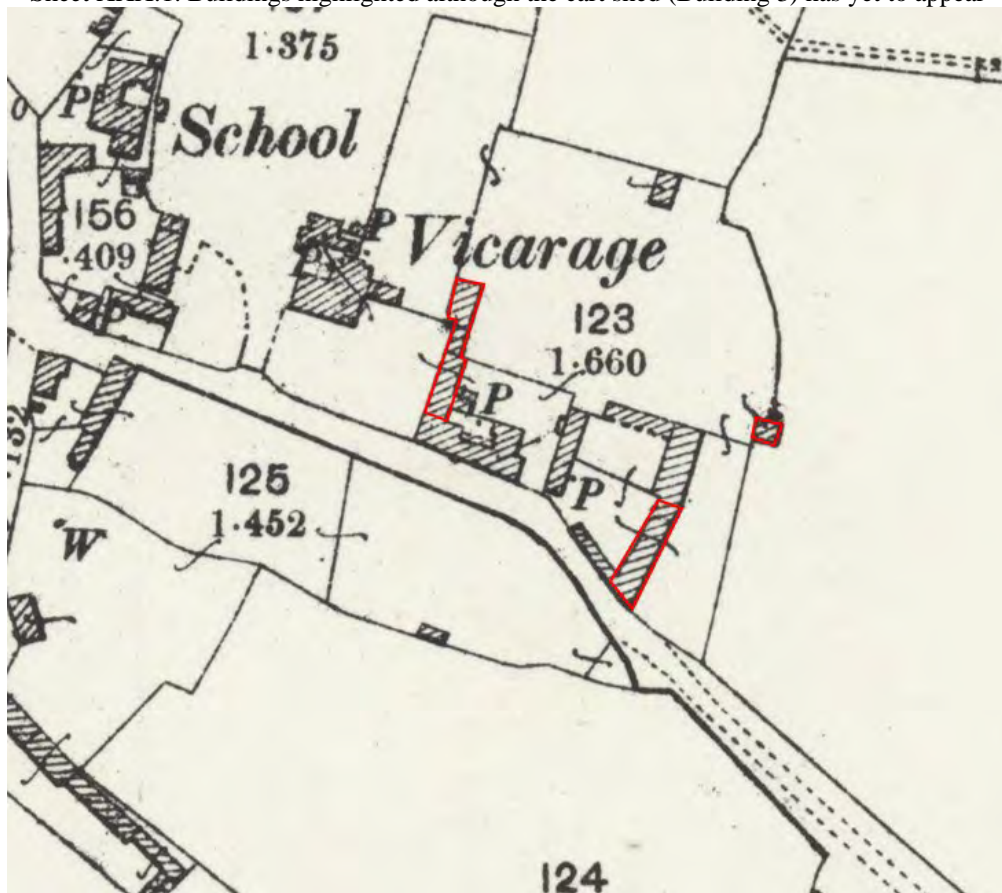 Buildings highlighted although the cart shed (Building 3) has yet to appear
1·375
School
P
156
.409
P
P
Vicarage
123
1·660
P
P
125
1·452
W
124